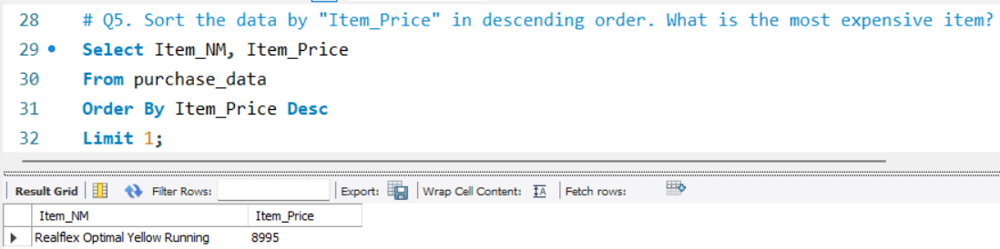 28 # Q5. Sort the data by "Item_Price" in descending order. What is the most expensive item?
29 Select Item_NM, Item_Price
30 From purchase_data
31 Order By Item_Price Desc
32 Limit 1;
Result Grid Filter Rows: Export: Wrap Cell Content: IA Fetch rows:
Item_NM Item_Price
Realflex Optimal Yellow Running 8995